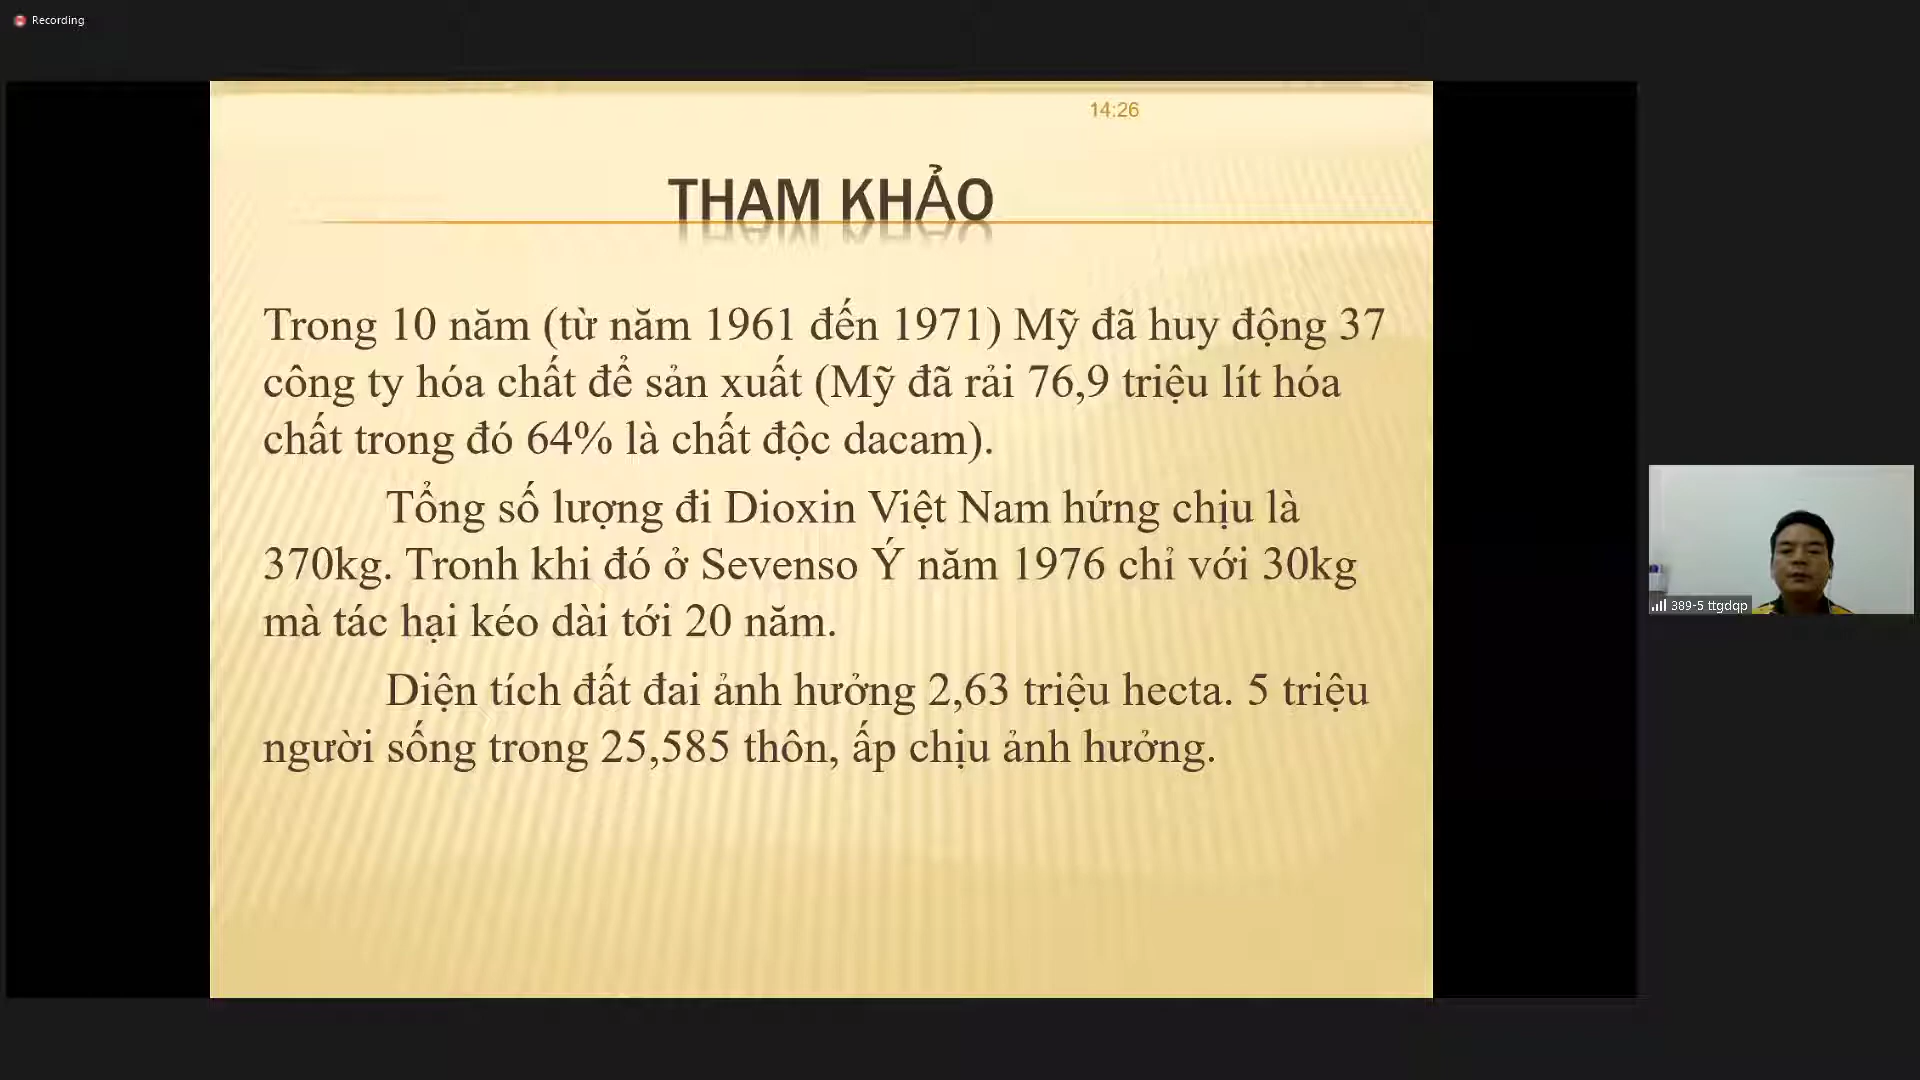 Recording
14:26
THAM KHẢO
Trong 10 năm (từ năm 1961 đến 1971) Mỹ đã huy động 37
công ty hóa chất để sản xuất (Mỹ đã rải 76,9 triệu lít hóa
chất trong đó 64% là chất độc dacam).
Tổng số lượng đi Dioxin Việt Nam hứng chịu là
370kg. Tronh khi đó ở Sevenso Ý năm 1976 chỉ với 30kg
mà tác hại kéo dài tới 20 năm.
Diện tích đất đai ảnh hưởng 2,63 triệu hecta. 5 triệu
người sống trong 25,585 thôn, ấp chịu ảnh hưởng.
389-5 ttgdqp